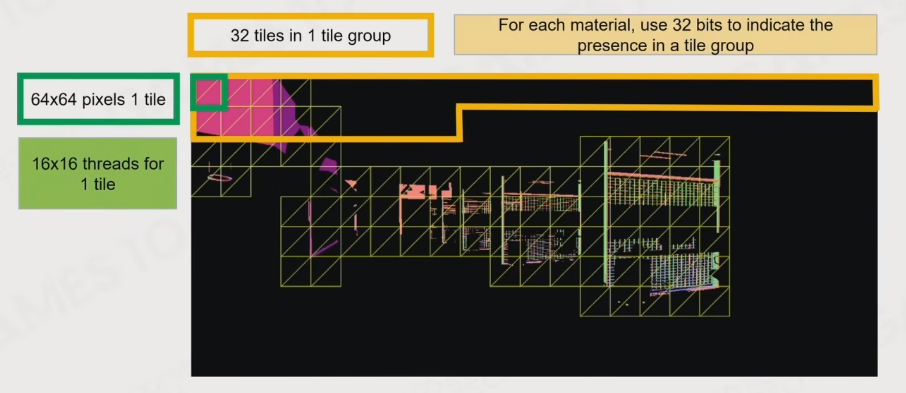 32 tiles in 1 tile group
For each material, use 32 bits to indicate the
presence in a tile group
64x64 pixels 1 tile
16x16 threads for
1 tile